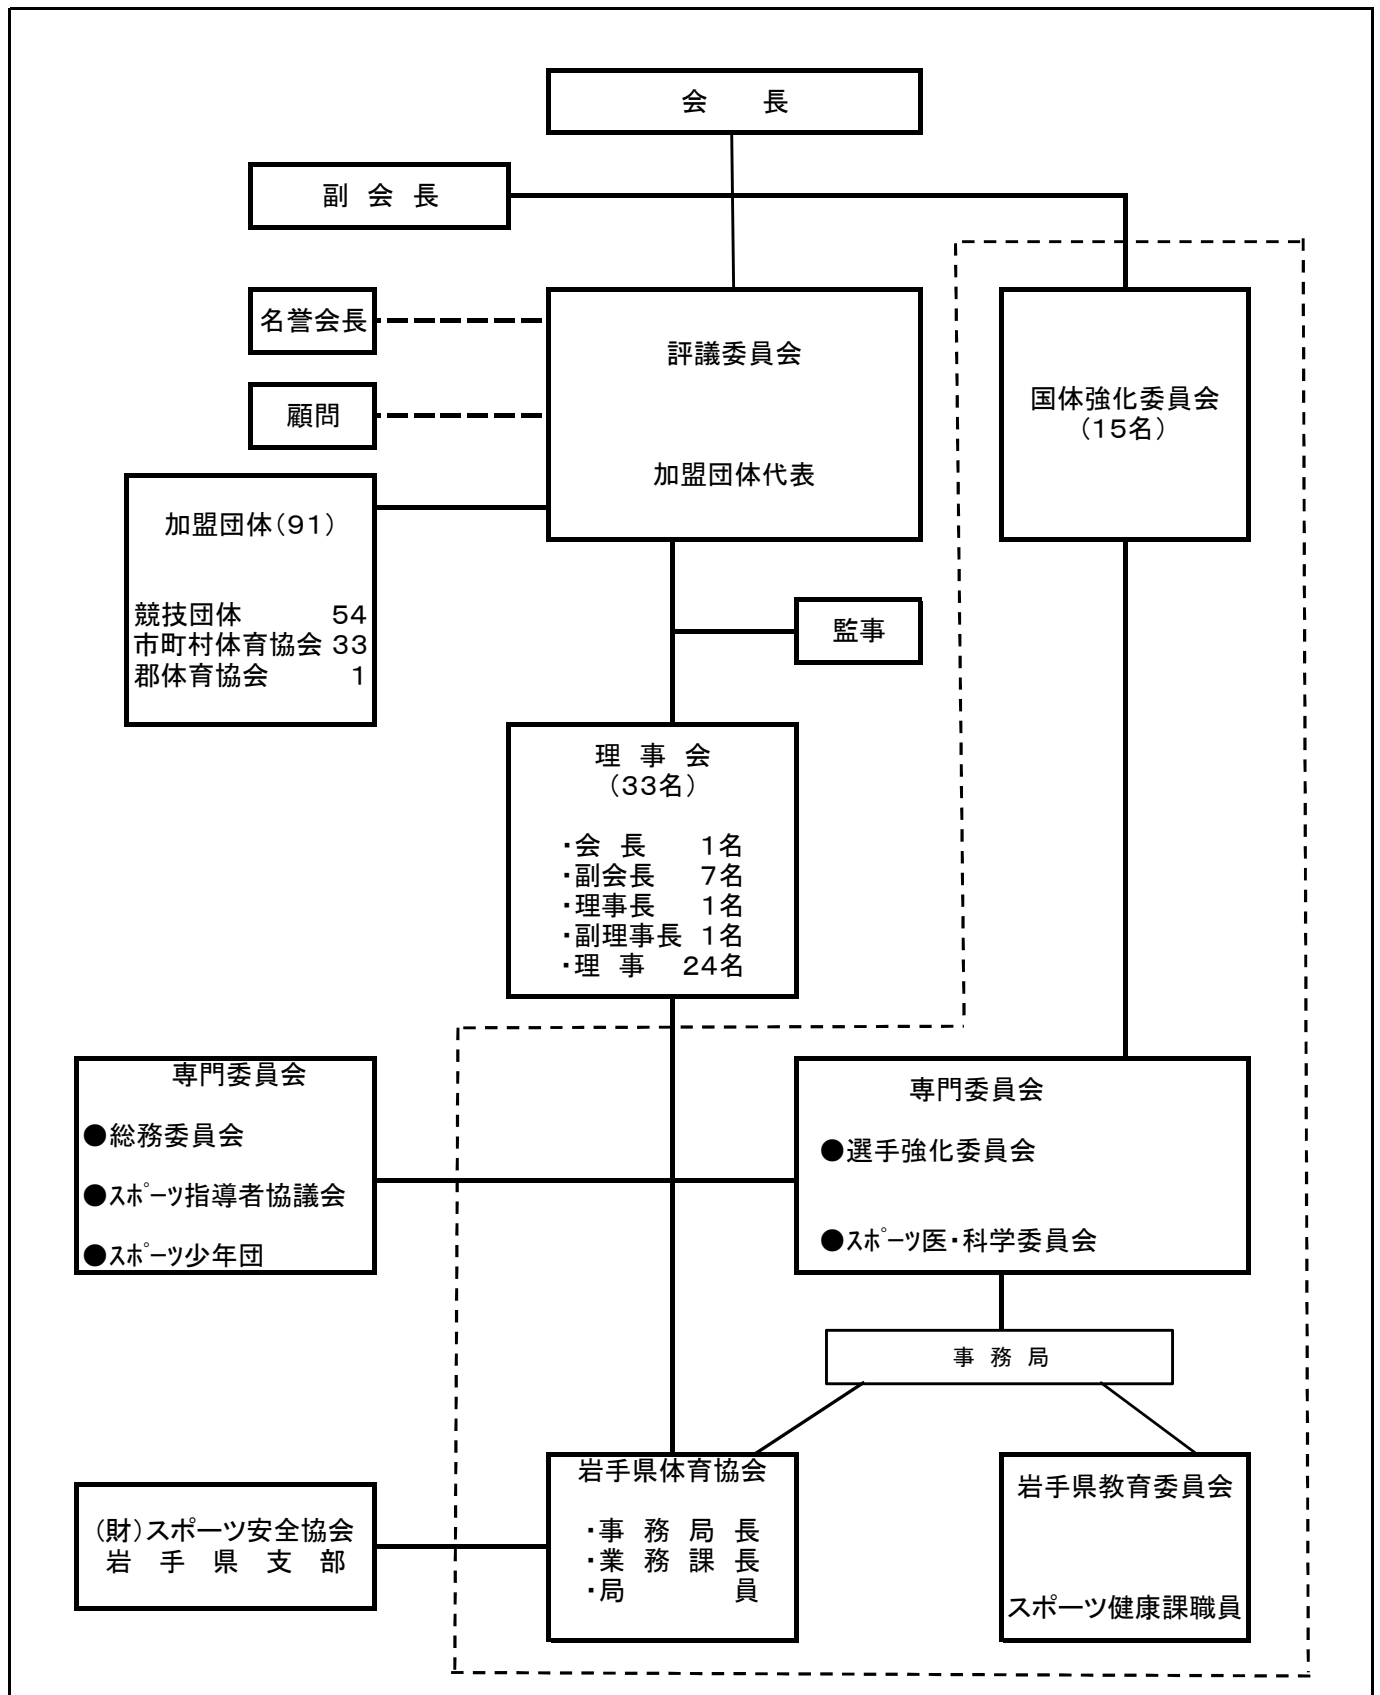 会　　長
副 会 長
名誉会長
評議委員会
国体強化委員会
（15名）
顧問
加盟団体代表
加盟団体（91）
競技団体　　　54
市町村体育協会 33
郡体育協会　　　1
監事
理 事 会
（33名）
・会 長　　1名
・副会長　 7名
・理事長　 1名
・副理事長 1名
・理 事　 24名
専門委員会
●総務委員会
●ｽﾎﾟｰﾂ指導者協議会
●ｽﾎﾟｰﾂ少年団
専門委員会
●選手強化委員会
●ｽﾎﾟｰﾂ医・科学委員会
事 務 局
岩手県体育協会
・事 務 局 長
・業 務 課 長
・局　　　　員
岩手県教育委員会
スポーツ健康課職員
（財）スポーツ安全協会
岩 手 県 支 部